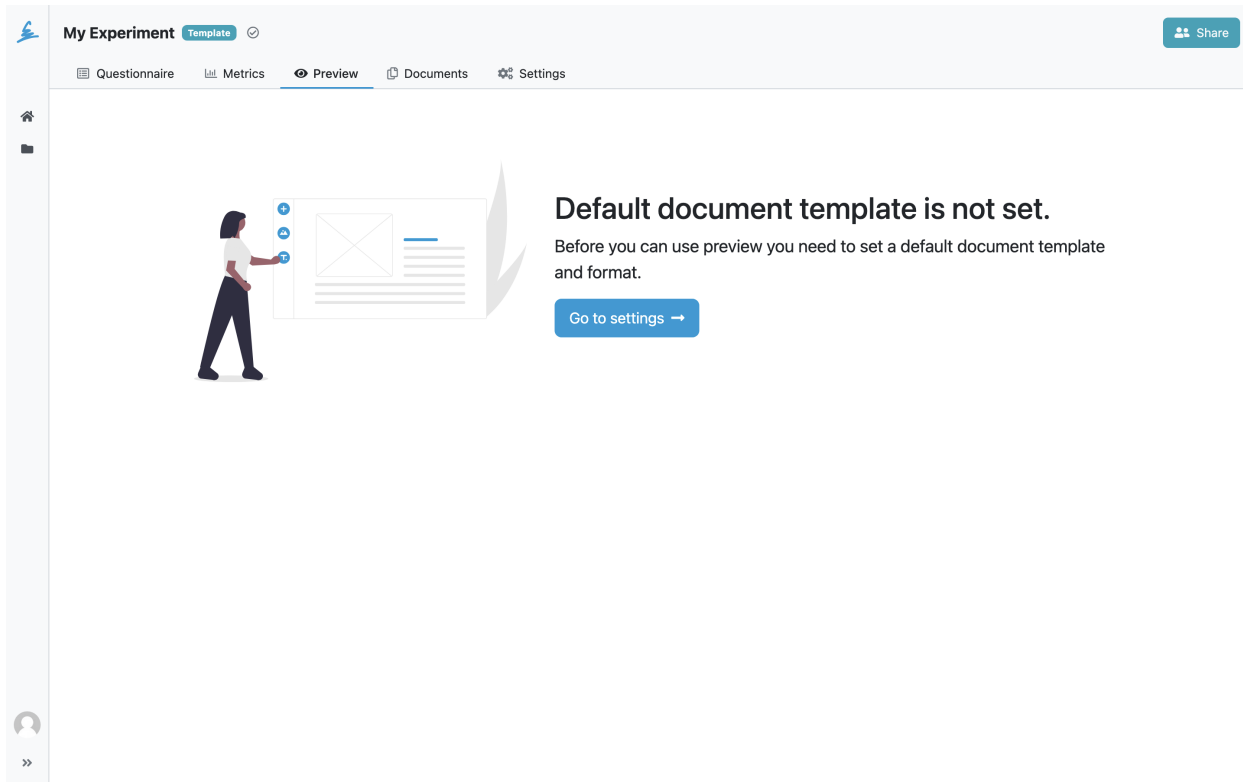 My Experiment Template
Share
Questionnaire Metrics Preview Documents Settings
Default document template is not set.
Before you can use preview you need to set a default document template
and format.
Go to settings →